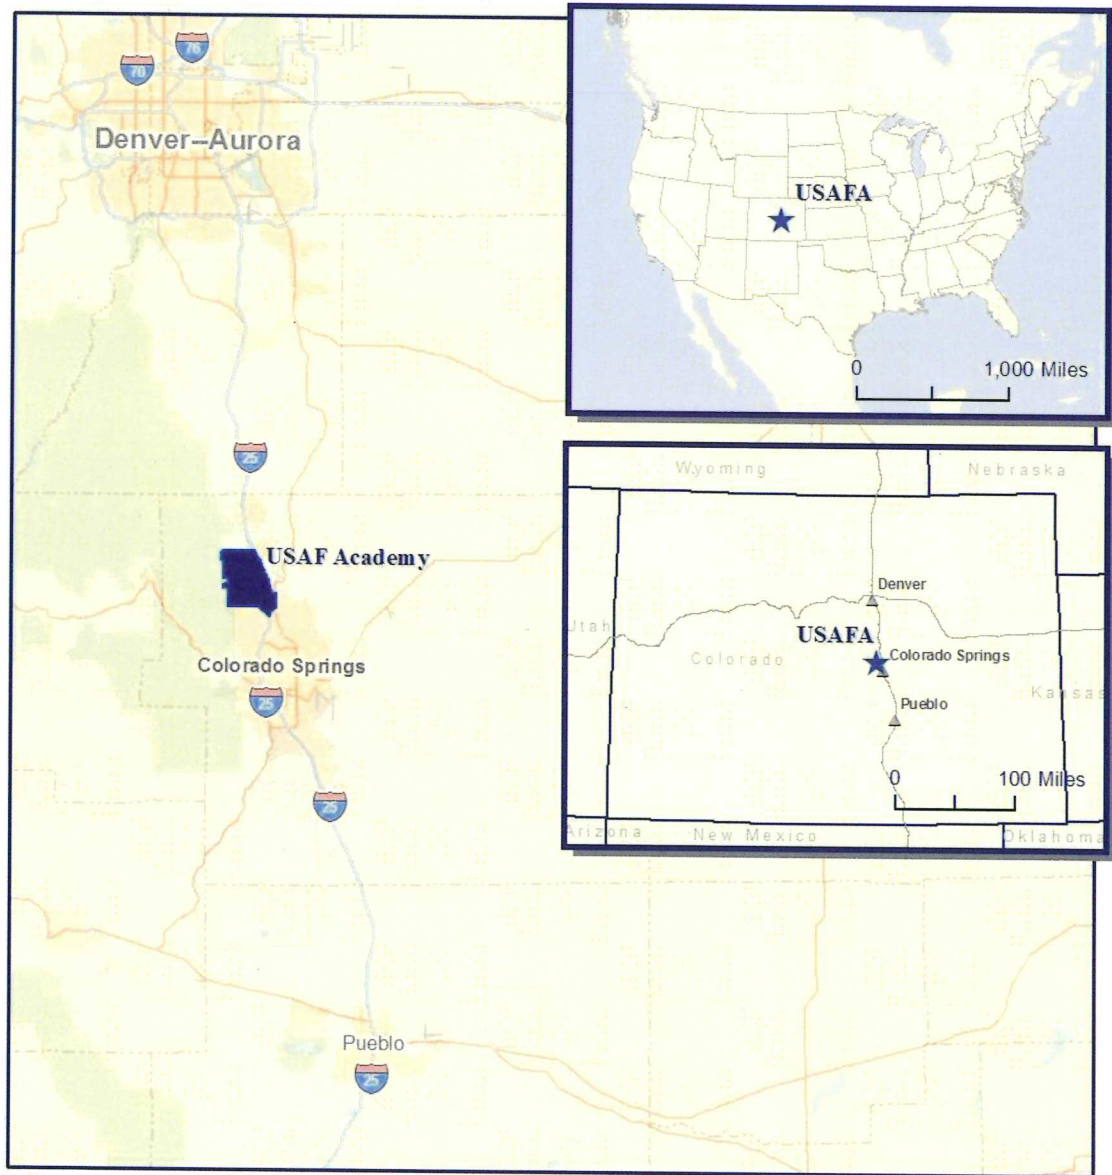 76
70
Denver–Aurora
25
USAF Academy
Colorado Springs
25
25
Pueblo
25
USAFA
0 1,000 Miles
Wyoming Nebraska
Denver
Utah
USAFA
Colorado Springs
Colorado
Kansas
Pueblo
0 100 Miles
Arizona New Mexico Oklahoma